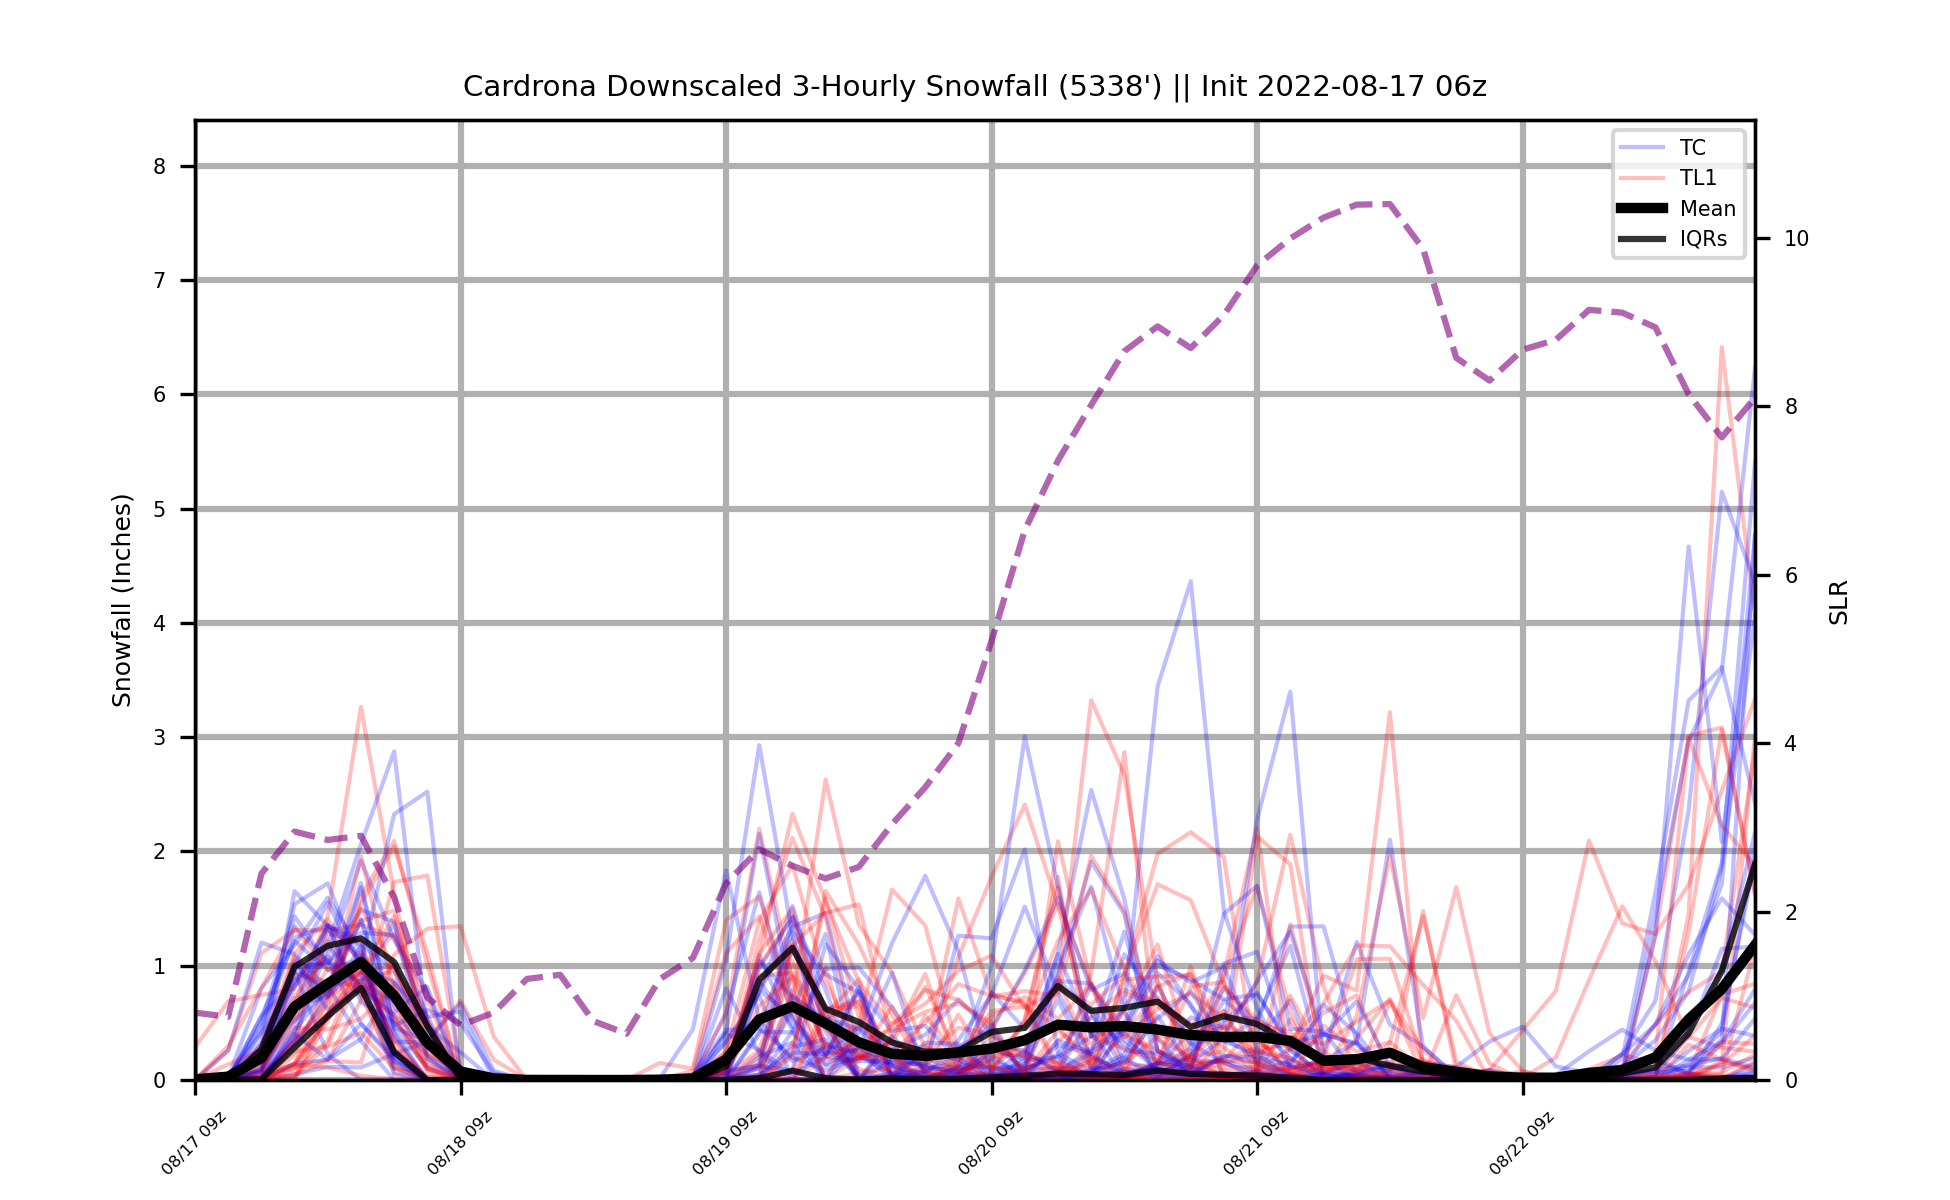 Cardrona Downscaled 3-Hourly Snowfall (5338') || Init 2022-08-17 06z
TC
TL1
Mean
IQRs
Snowfall (Inches)
8
7
6
5
4
3
2
1
0
SLR
10
8
6
4
2
0
08/17 09z
08/18 09z
08/19 09z
08/20 09z
08/21 09z
08/22 09z